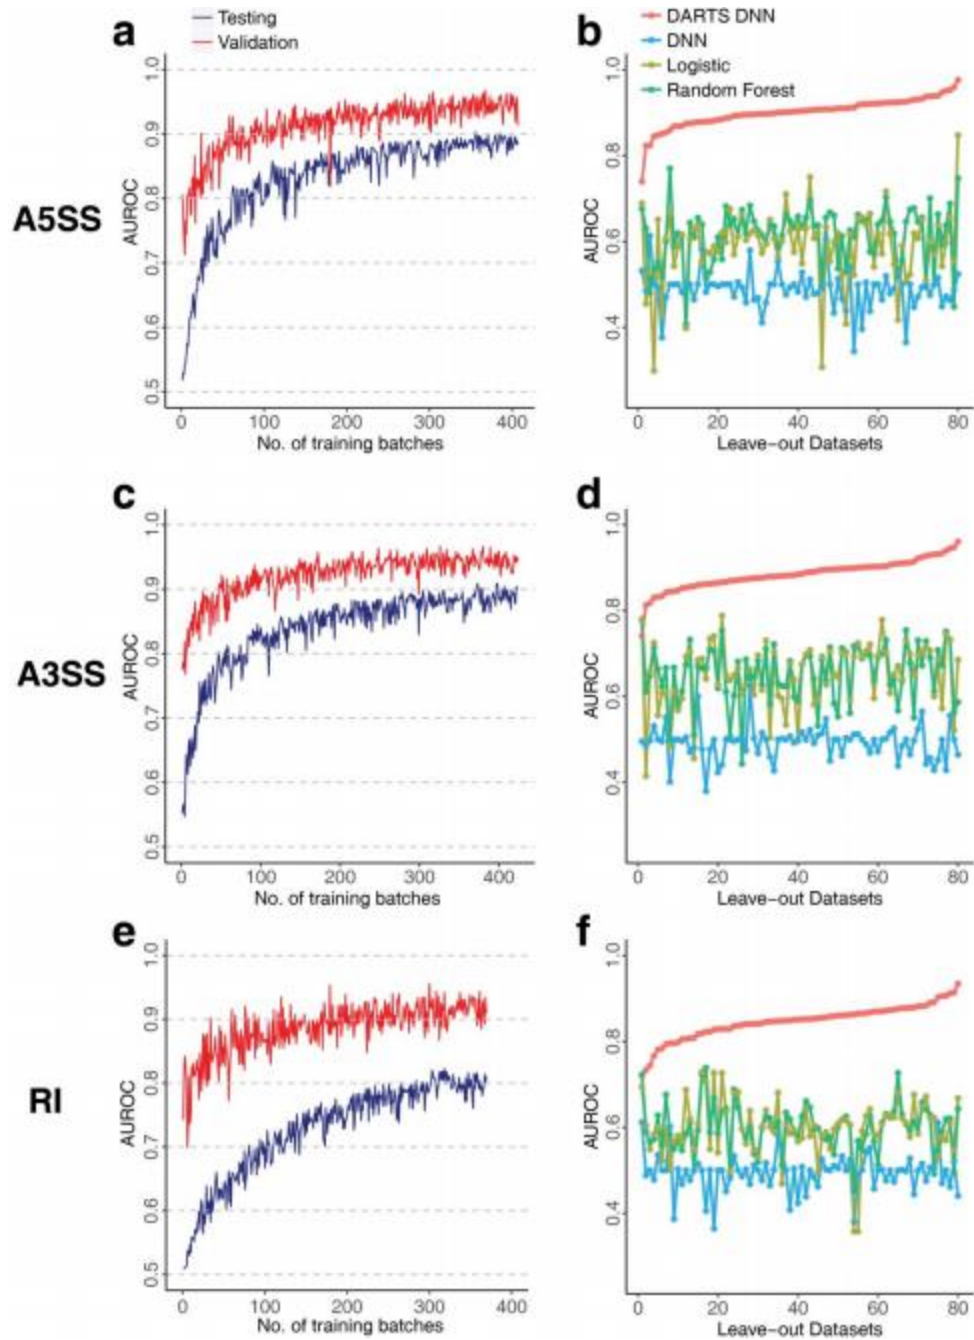 a
Testing
Validation
b
DARTS DNN
DNN
Logistic
Random Forest
A5SS
AUROC
1.0
0.9
0.8
0.7
0.6
0.5
0 100 200 300 400
No. of training batches
AUROC
1.0
0.8
0.6
0.4
0 20 40 60 80
Leave-out Datasets
c
d
A3SS
AUROC
1.0
0.9
0.8
0.7
0.6
0.5
0 100 200 300 400
No. of training batches
AUROC
1.0
0.8
0.6
0.4
0 20 40 60 80
Leave-out Datasets
e
f
RI
AUROC
1.0
0.9
0.8
0.7
0.6
0.5
0 100 200 300 400
No. of training batches
AUROC
1.0
0.8
0.6
0.4
0 20 40 60 80
Leave-out Datasets